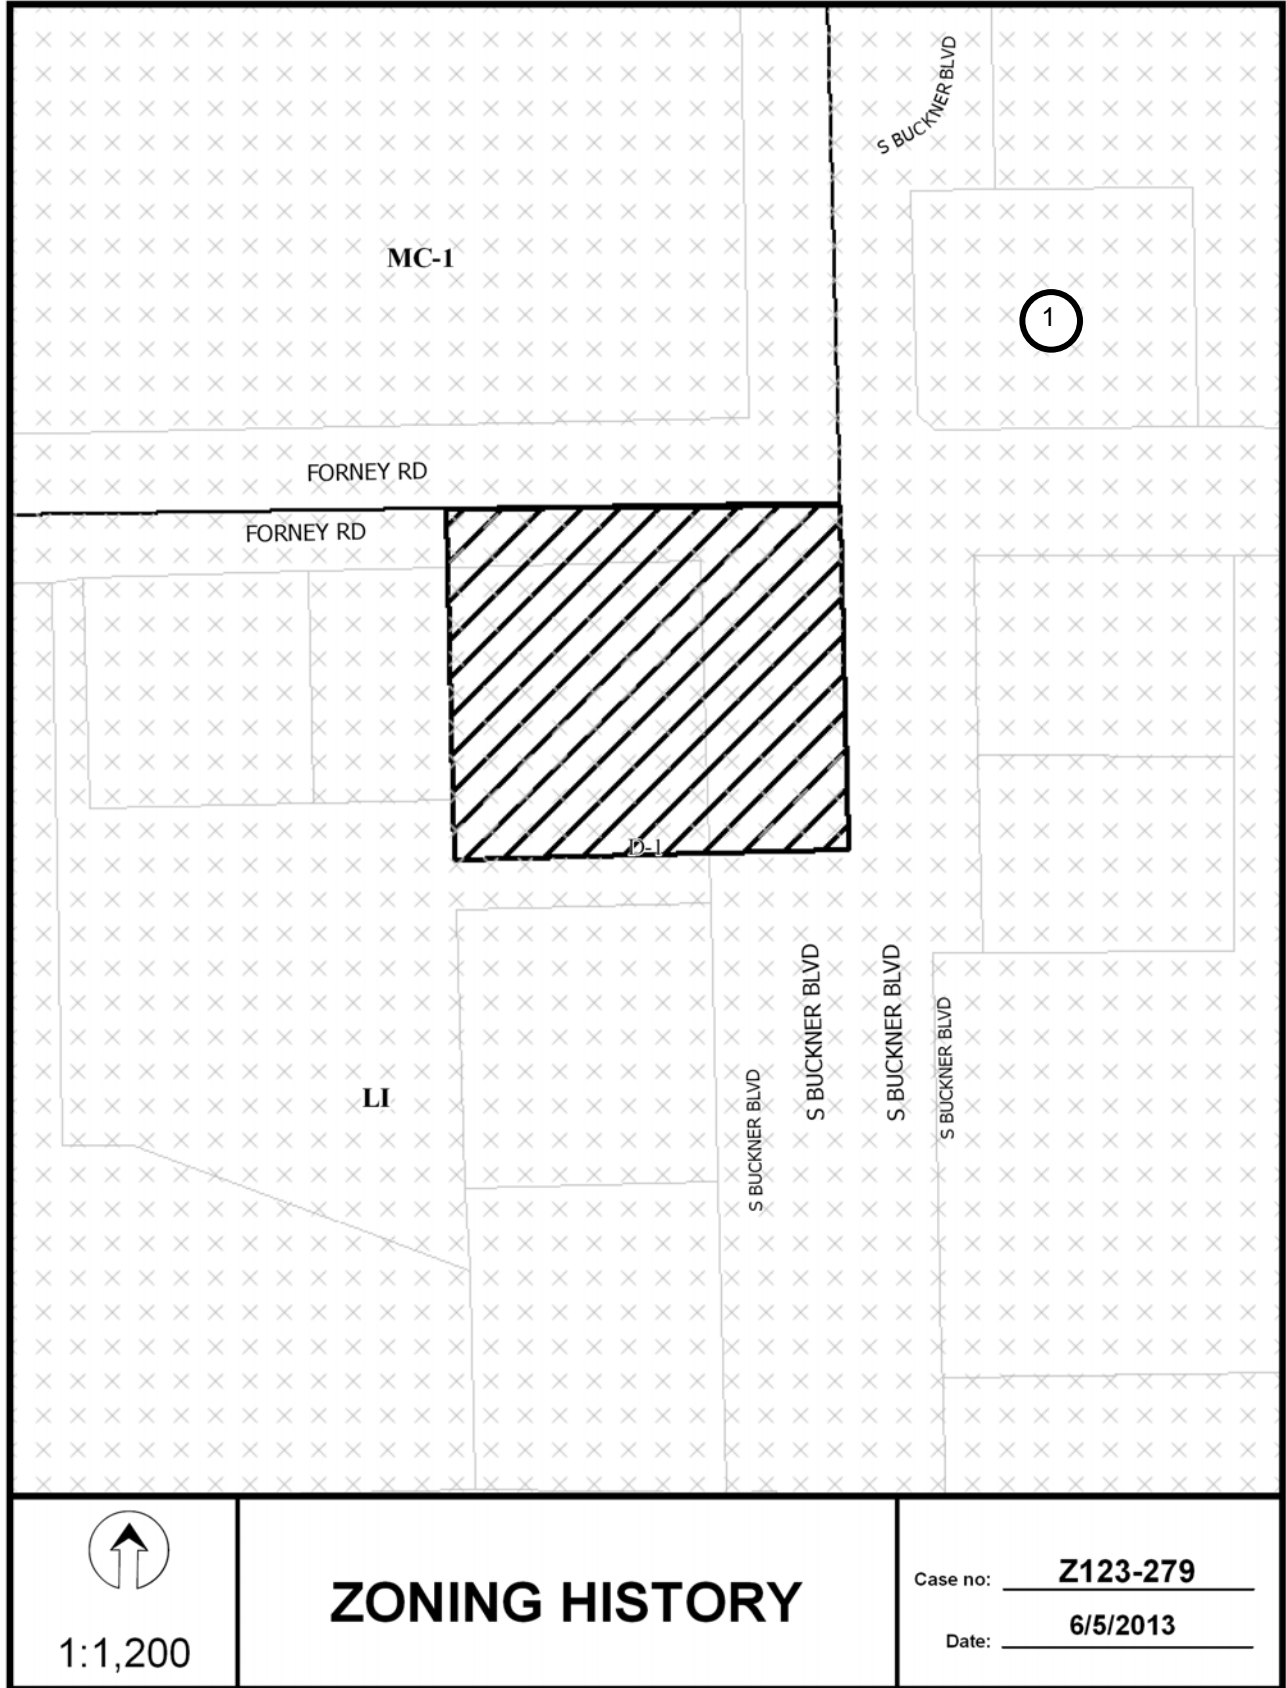 S BUCKNER BLVD
MC-1
1
FORNEY RD
FORNEY RD
D-1
S BUCKNER BLVD
S BUCKNER BLVD
S BUCKNER BLVD
S BUCKNER BLVD
LI
1:1,200
ZONING HISTORY
Case no: Z123-279
Date: 6/5/2013